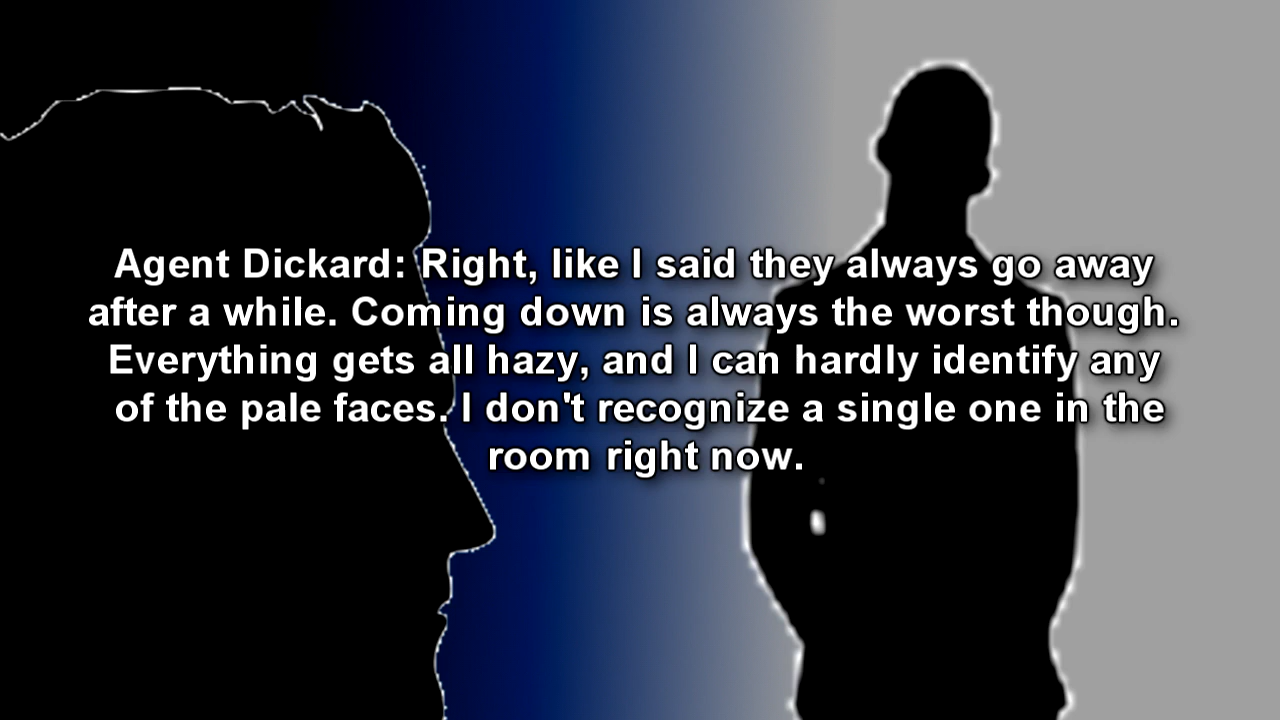 Agent Dickard: Right, like I said they always go away
after a while. Coming down is always the worst though.
Everything gets all hazy, and I can hardly identify any
of the pale faces. I don't recognize a single one in the
room right now.